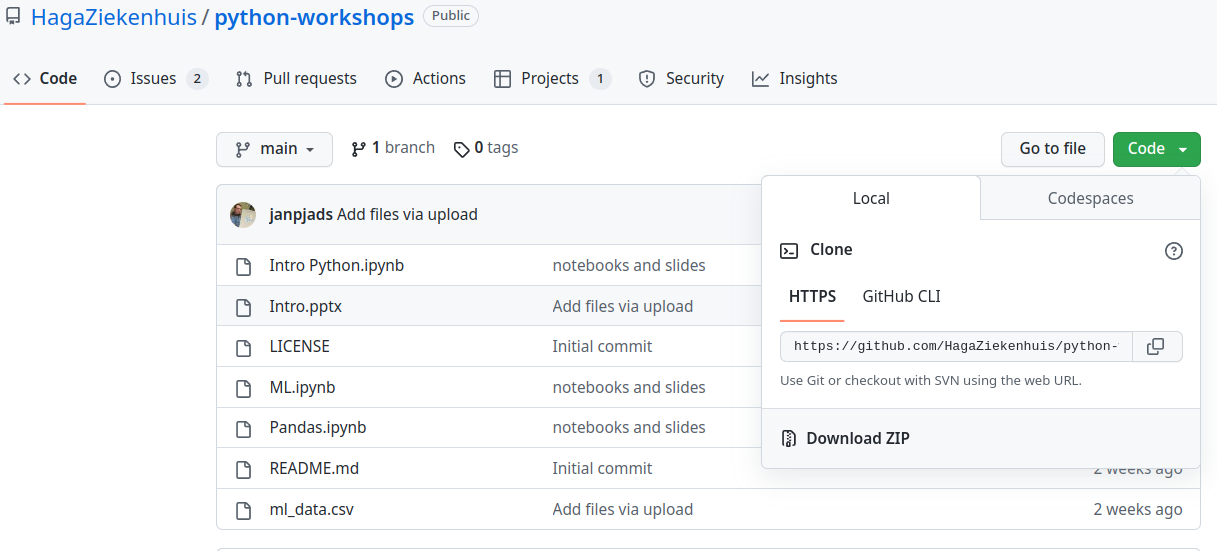 HagaZiekenhuis / python-workshops Public
Code Issues 2 Pull requests Actions Projects 1 Security Insights
main 1 branch 0 tags Go to file Code
janpjads Add files via upload
Intro Python.ipynb notebooks and slides
Intro.pptx Add files via upload
LICENSE Initial commit
ML.ipynb notebooks and slides
Pandas.ipynb notebooks and slides
README.md Initial commit 2 weeks ago
ml_data.csv Add files via upload 2 weeks ago
Local Codespaces
Clone
HTTPS GitHub CLI
https://github.com/HagaZiekenhuis/python-
Use Git or checkout with SVN using the web URL.
Download ZIP